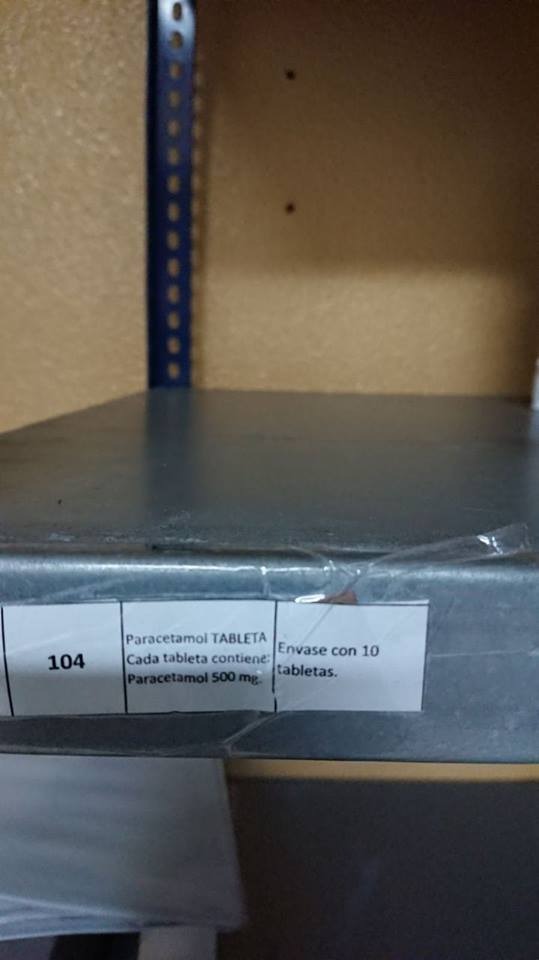 104
Paracetamol TABLETA
Cada tableta contiene:
Paracetamol 500 mg.
Envase con 10
tabletas.